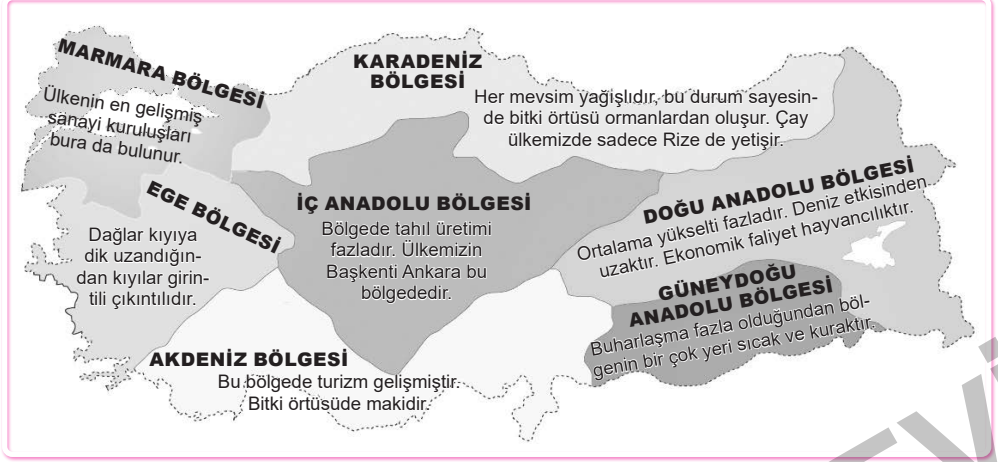 MARMARA BÖLGESİ
Ülkenin en gelişmiş
sanayi kuruluşları
bura da bulunur.
KARADENİZ
BÖLGESİ
Her mevsim yağışlıdır, bu durum sayesin-
de bitki örtüsü ormanlardan oluşur. Çay
ülkemizde sadece Rize de yetişir.
EGE BÖLGESİ
Dağlar kıyıya
dik uzandığın-
dan kıyılar girin-
tili çıkıntılıdır.
İÇ ANADOLU BÖLGESİ
Bölgede tahıl üretimi
fazladır. Ülkemizin
Başkenti Ankara bu
bölgededir.
DOĞU ANADOLU BÖLGESİ
Ortalama yükselti fazladır. Deniz etkisinden
uzaktır. Ekonomik faliyet hayvancılıktır.
GÜNEYDOĞU
ANADOLU BÖLGESİ
Buharlaşma fazla olduğundan böl-
genin bir çok yeri sıcak ve kuraktır.
AKDENİZ BÖLGESİ
Bu bölgede turizm gelişmiştir.
Bitki örtüsüde makidir.